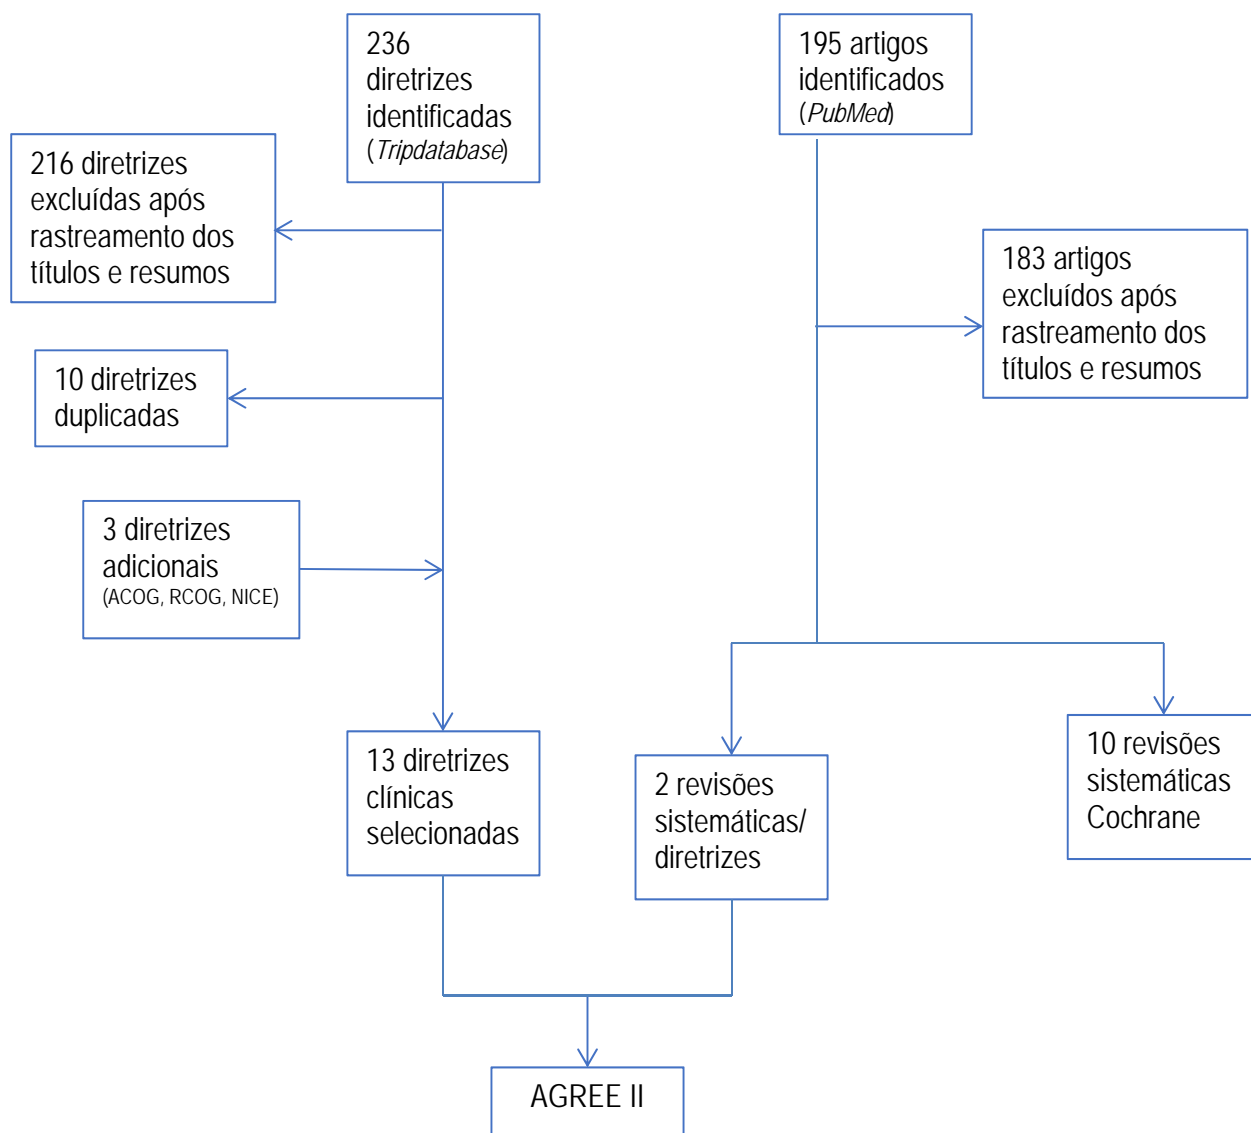 236
diretrizes
identificadas
(Tripdatabase)
195 artigos
identificados
(PubMed)
216 diretrizes
excluídas após
rastreamento dos
títulos e resumos
183 artigos
excluídos após
rastreamento dos
títulos e resumos
10 diretrizes
duplicadas
3 diretrizes
adicionais
(ACOG, RCOG, NICE)
13 diretrizes
clínicas
selecionadas
2 revisões
sistemáticas/
diretrizes
10 revisões
sistemáticas
Cochrane
AGREE II